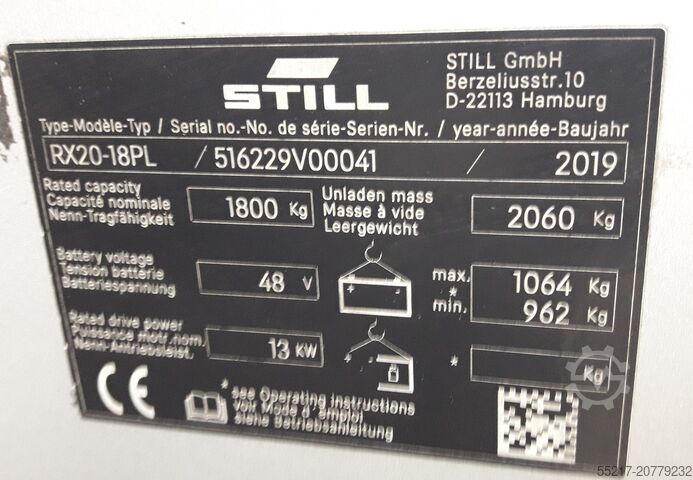 STILL
STILL GmbH
Berzeliusstr.10
D-22113 Hamburg
Type-Modèle-Typ / Serial no.-No. de série-Serien-Nr. / year-année-Baujahr
RX20-18PL / 516229V00041 / 2019
Rated capacity
Capacité nominale
Nenn-Tragfähigkeit
1800 Kg
Unladen mass
Masse à vide
Leergewicht
2060 Kg
Battery voltage
Tension batterie
Batteriespannung
48 V
+ -
max. 1064 Kg
*
min. 962 Kg
Rated drive power
Puissance motr.nom.
Nenn-Antriebsleist.
13 KW
* Kg
CE
* see Operating instructions
voir Mode d'emploi
siehe Betriebsanleitung
55217-20779232